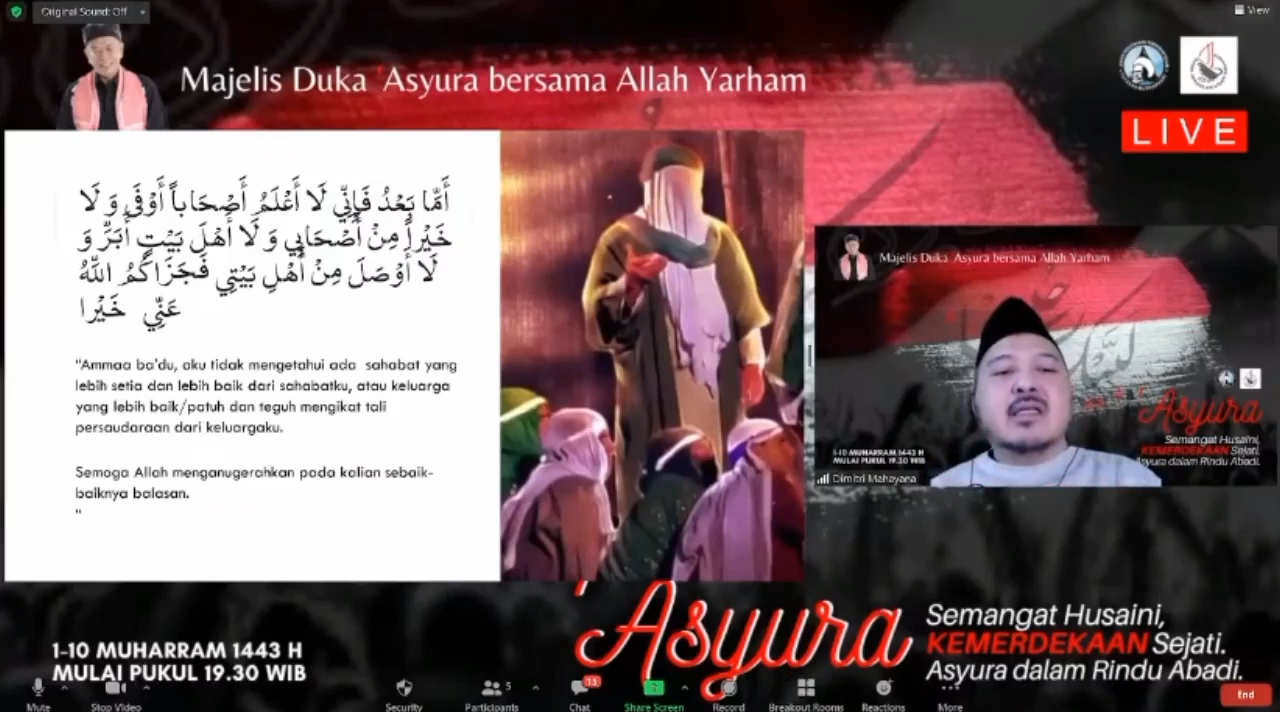 Original Sound: Off
View
Majelis Duka Asyura bersama Allah Yarham
LIVE
أَمَّا بَعْدُ فَإِنِّي لَا أَعْلَمُ أَصْحَاباً أَوْفَى وَ لَا
خَيْراً مِنْ أَصْحَابِي وَ لَا أَهْلَ بَيْتٍ أَبَرَّ وَ
لَا أَوْصَلَ مِنْ أَهْلِ بَيْتِي فَجَزَاكُمُ اللَّهُ
عَنِّي خَيْرا
"Ammaa ba'du, aku tidak mengetahui ada sahabat yang
lebih setia dan lebih baik dari sahabatku, atau keluarga
yang lebih baik/patuh dan teguh mengikat tali
persaudaraan dari keluargaku.
Semoga Allah menganugerahkan pada kalian sebaik-
baiknya balasan.
"
Majelis Duka Asyura bersama Allah Yarham
Asyura
Semangat Husaini,
KEMERDEKAAN Sejati.
Asyura dalam Rindu Abadi.
1-10 MUHARRAM 1443 H
MULAI PUKUL 19.30 WIB
Dimitri Mahayana
'Asyura
Semangat Husaini,
KEMERDEKAAN Sejati.
Asyura dalam Rindu Abadi.
1-10 MUHARRAM 1443 H
MULAI PUKUL 19.30 WIB
Mute
Stop Video
Security
Participants
5
Chat
13
Share Screen
Record
Breakout Rooms
Reactions
More
End